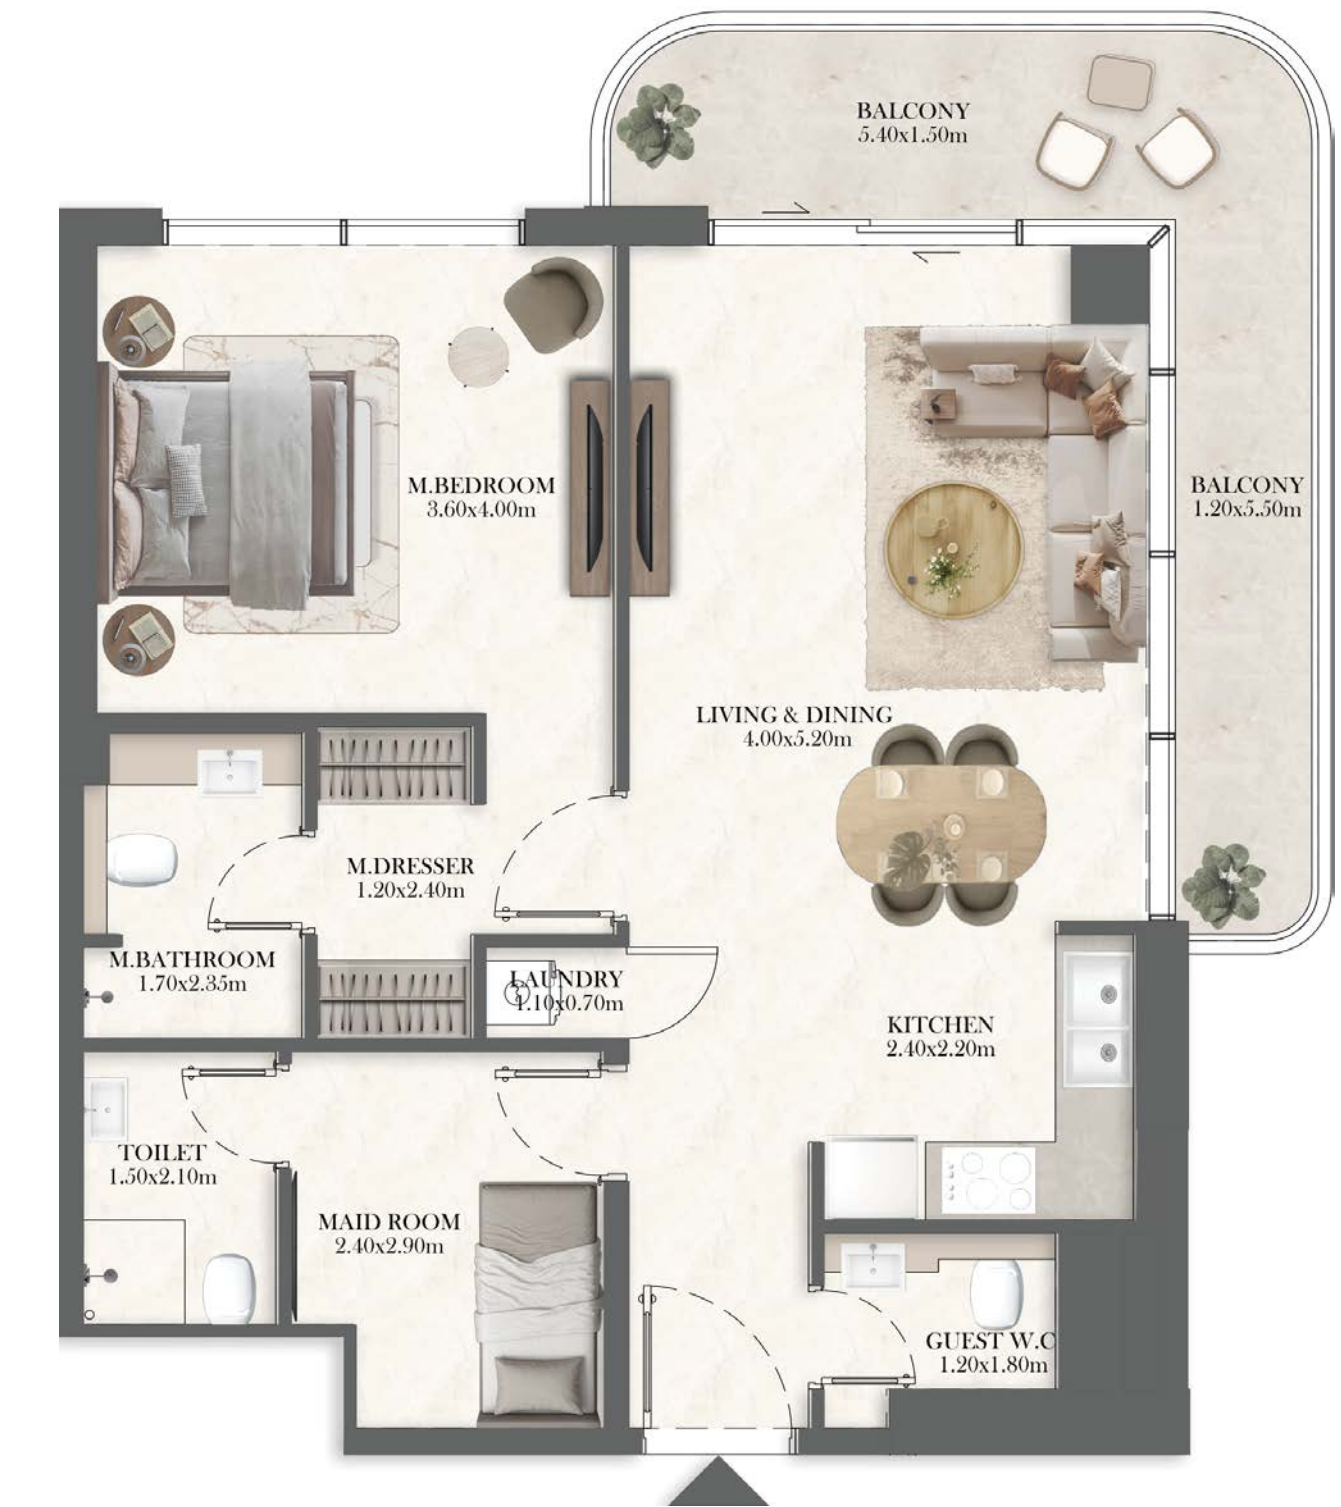 BALCONY
5.40x1.50m
M.BEDROOM
3.60x4.00m
BALCONY
1.20x5.50m
LIVING & DINING
4.00x5.20m
M.DRESSER
1.20x2.40m
M.BATHROOM
1.70x2.35m
LAUNDRY
1.10x0.70m
KITCHEN
2.40x2.20m
TOILET
1.50x2.10m
MAID ROOM
2.40x2.90m
GUEST W.C
1.20x1.80m